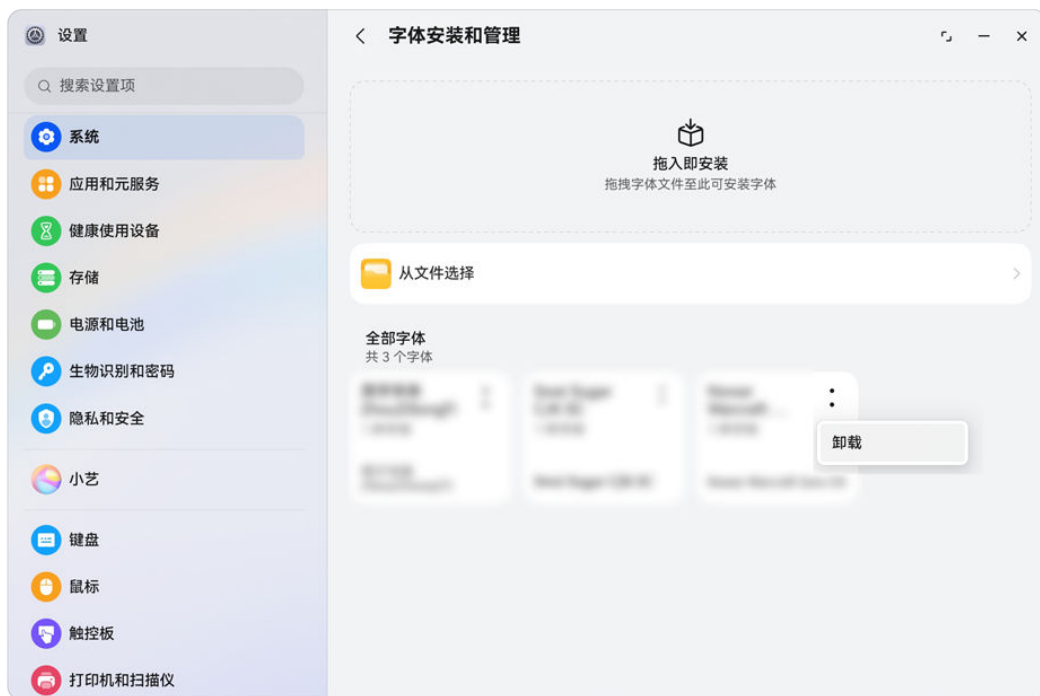 设置
搜索设置项
系统
应用和元服务
健康使用设备
存储
电源和电池
生物识别和密码
隐私和安全
小艺
键盘
鼠标
触控板
打印机和扫描仪
字体安装和管理
拖入即安装
拖拽字体文件至此可安装字体
从文件选择
全部字体
共 3 个字体
卸载